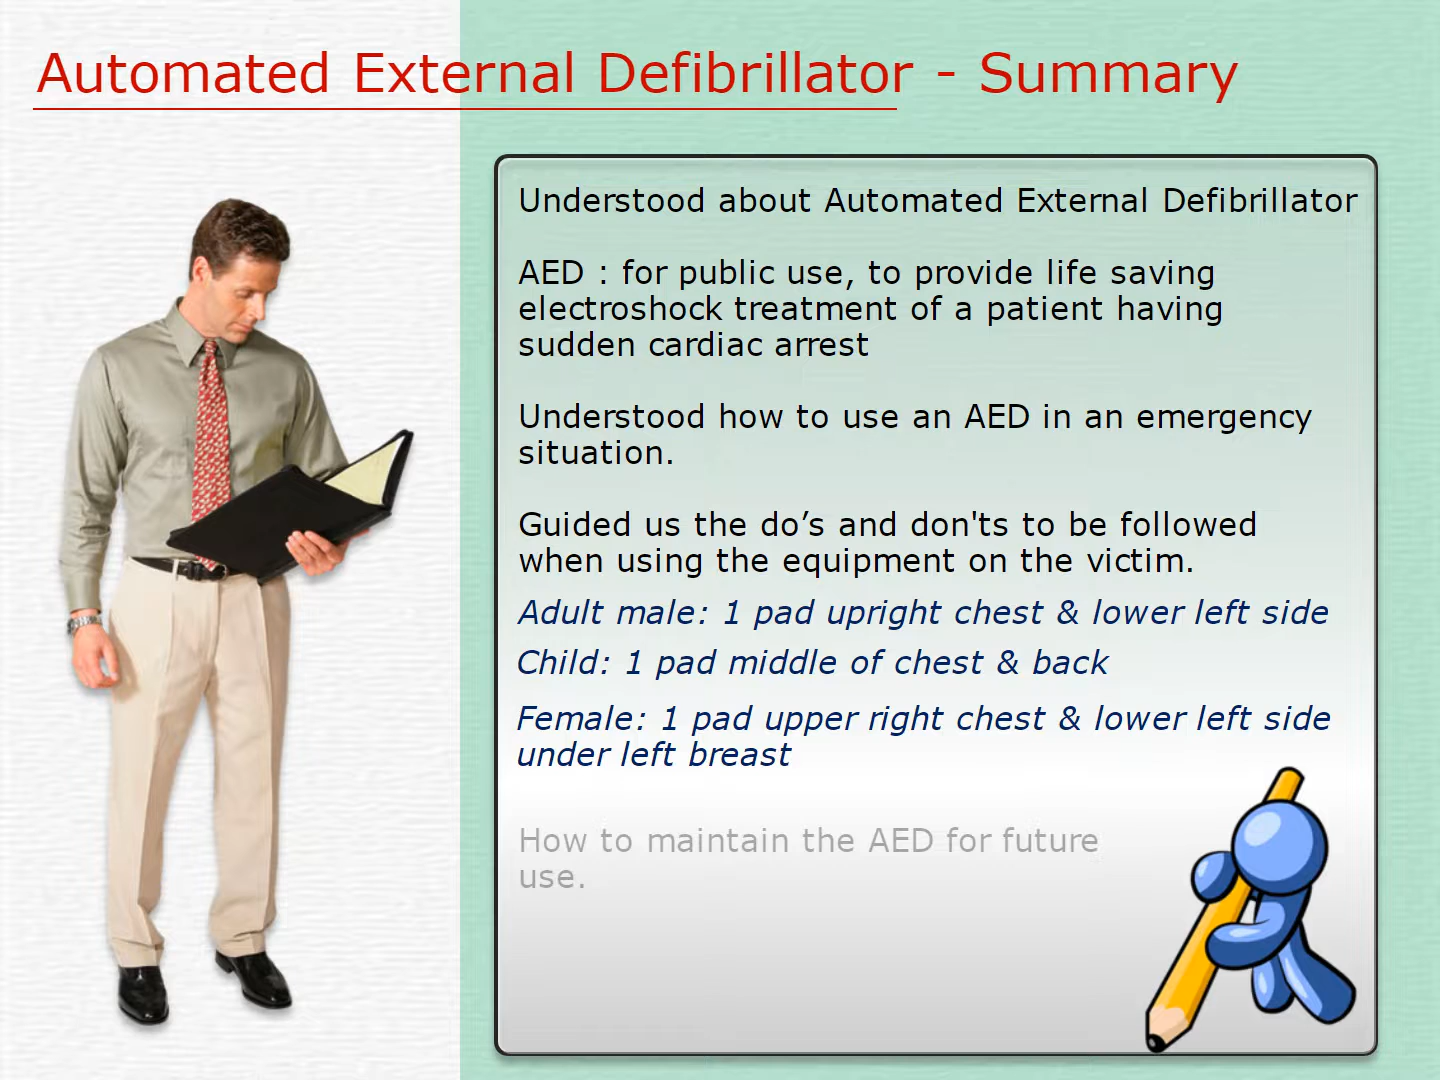 Automated External Defibrillator - Summary
Understood about Automated External Defibrillator
AED : for public use, to provide life saving
electroshock treatment of a patient having
sudden cardiac arrest
Understood how to use an AED in an emergency
situation.
Guided us the do’s and don'ts to be followed
when using the equipment on the victim.
Adult male: 1 pad upright chest & lower left side
Child: 1 pad middle of chest & back
Female: 1 pad upper right chest & lower left side
under left breast
How to maintain the AED for future
use.